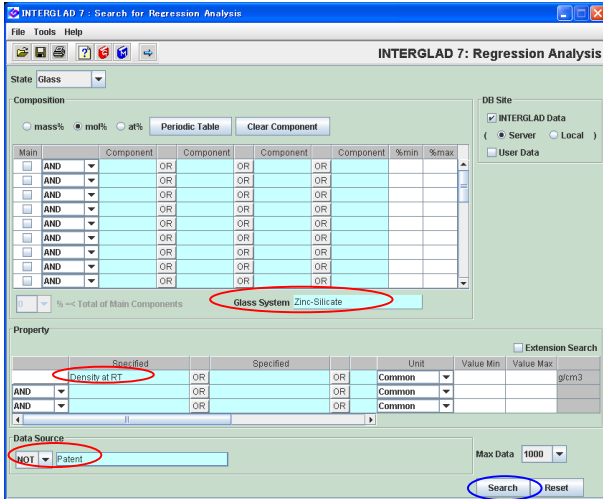 INTERGLAD 7 : Search for Regression Analysis
File Tools Help
INTERGLAD 7: Regression Analysis
State Glass
Composition
mass% mol% at% Periodic Table Clear Component
DB Site
INTERGLAD Data
( Server Local )
User Data
Main Component Component Component Component %min %max
AND OR OR OR
AND OR OR OR
AND OR OR OR
AND OR OR OR
AND OR OR OR
AND OR OR OR
AND OR OR OR
AND OR OR OR
AND OR OR OR
0 % =< Total of Main Components Glass System Zinc-Silicate
Property
Extension Search
Specified Specified Unit Value Min Value Max
Density at RT OR OR Common g/cm3
AND OR OR Common
AND OR OR Common
Data Source
NOT Patent
Max Data 1000
Search Reset